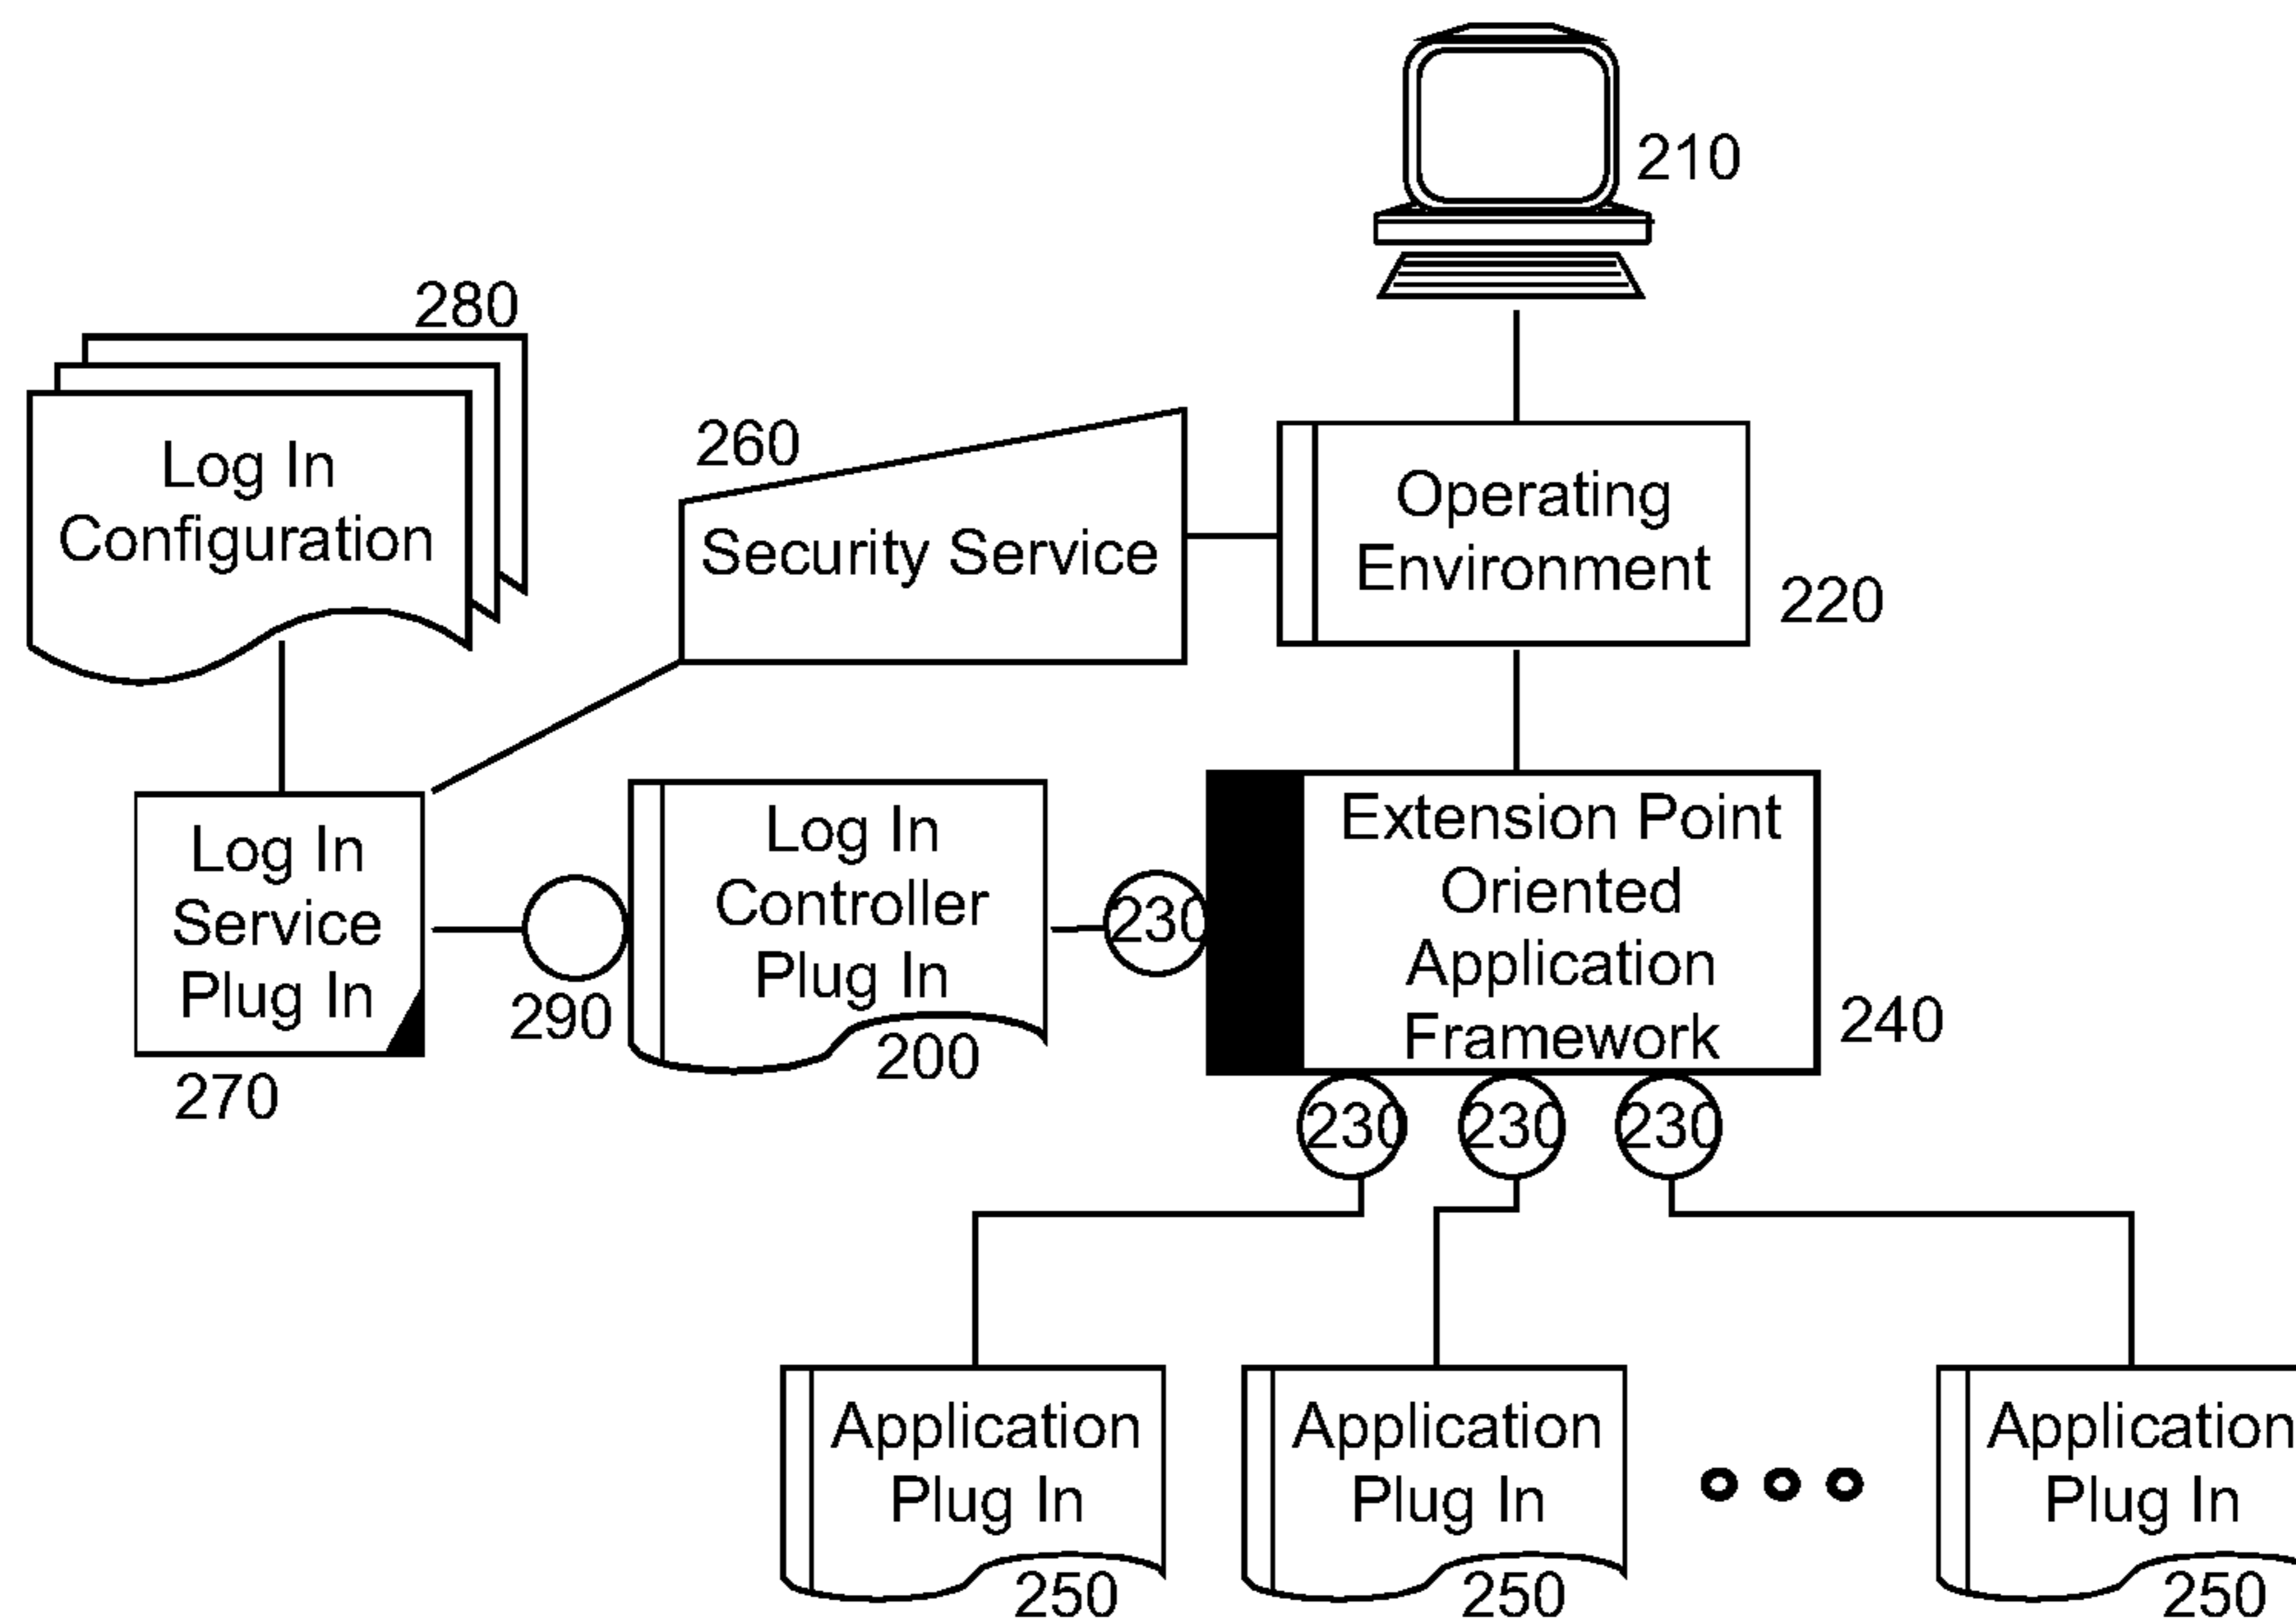 210
280
Log In
Configuration
260
Security Service
Operating
Environment
220
Log In
Service
Plug In
270
290
Log In
Controller
Plug In
200
230
Extension Point
Oriented
Application
Framework
240
230
230
230
Application
Plug In
250
Application
Plug In
250
Application
Plug In
250